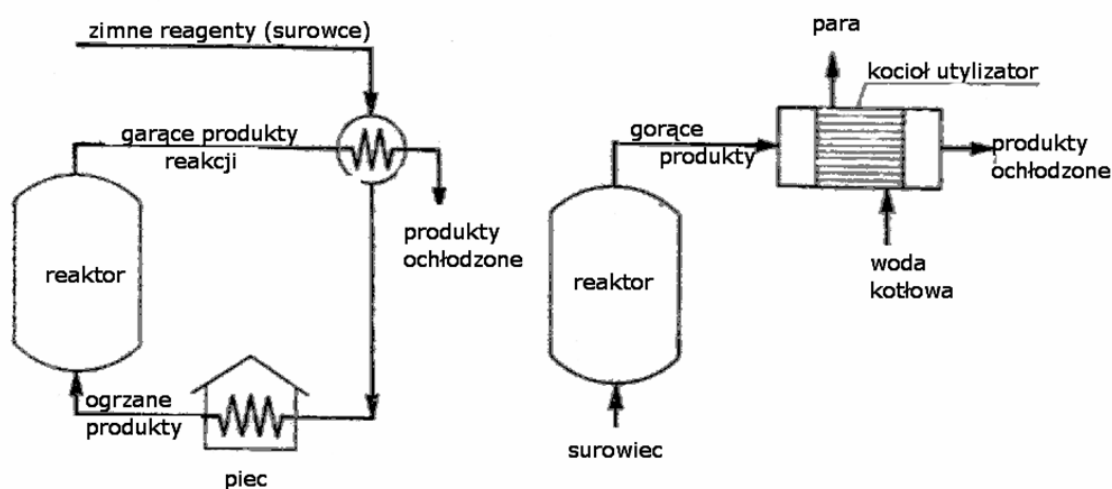 zimne reagenty (surowce)
garące produkty
reakcji
produkty
ochłodzone
reaktor
ogrzane
produkty
piec
para
kocioł utylizator
gorące
produkty
produkty
ochłodzone
reaktor
woda
kotłowa
surowiec